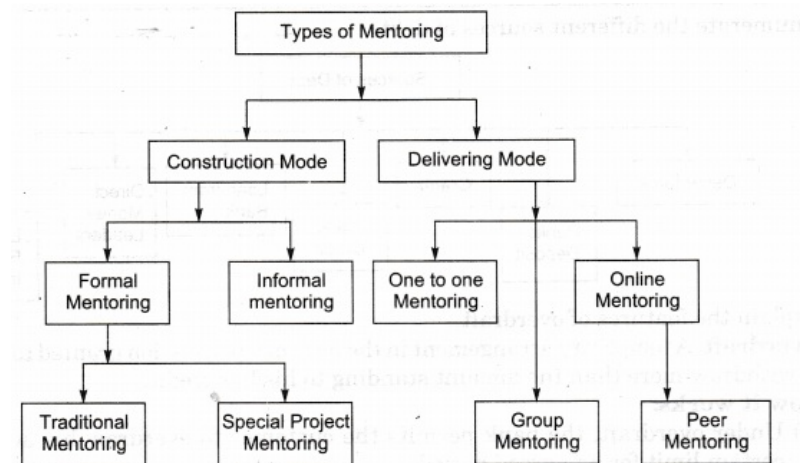 Types of Mentoring
Construction Mode
Delivering Mode
Formal
Mentoring
Informal
mentoring
One to one
Mentoring
Online
Mentoring
Traditional
Mentoring
Special Project
Mentoring
Group
Mentoring
Peer
Mentoring